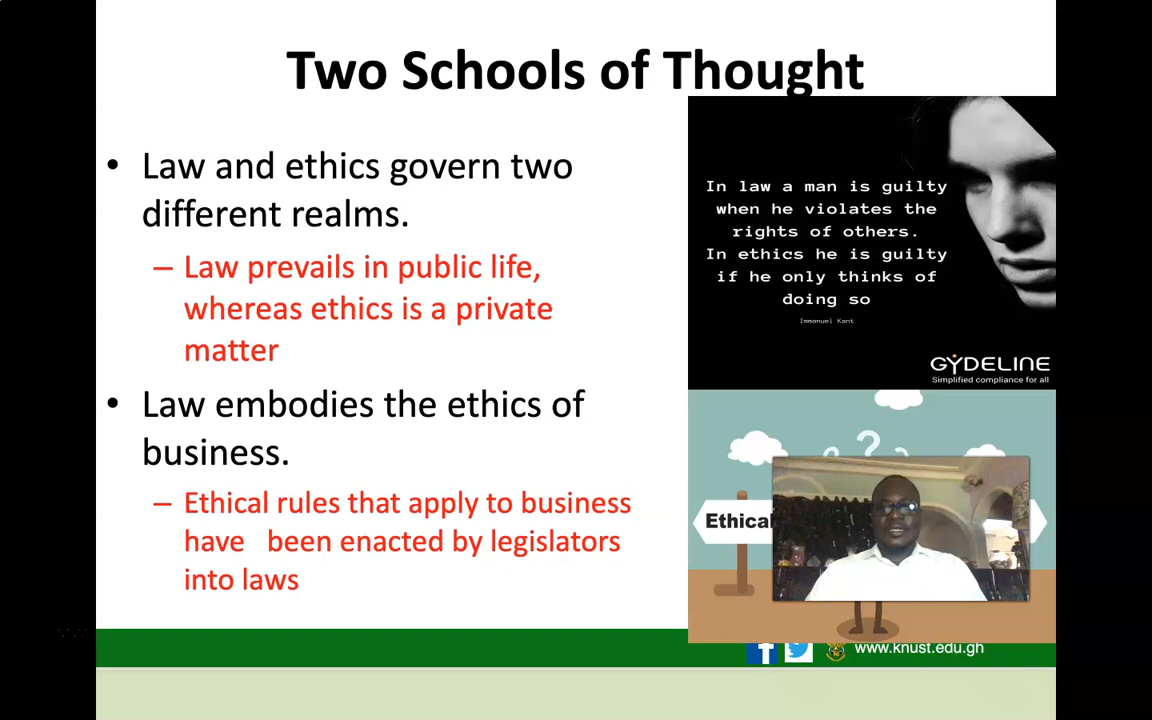 Two Schools of Thought
• Law and ethics govern two
different realms.
– Law prevails in public life,
whereas ethics is a private
matter
• Law embodies the ethics of
business.
– Ethical rules that apply to business
have been enacted by legislators
into laws
In law a man is guilty
when he violates the
rights of others.
In ethics he is guilty
if he only thinks of
doing so
Immanuel Kant
GYDELINE
Simplified compliance for all
?
Ethical
www.knust.edu.gh